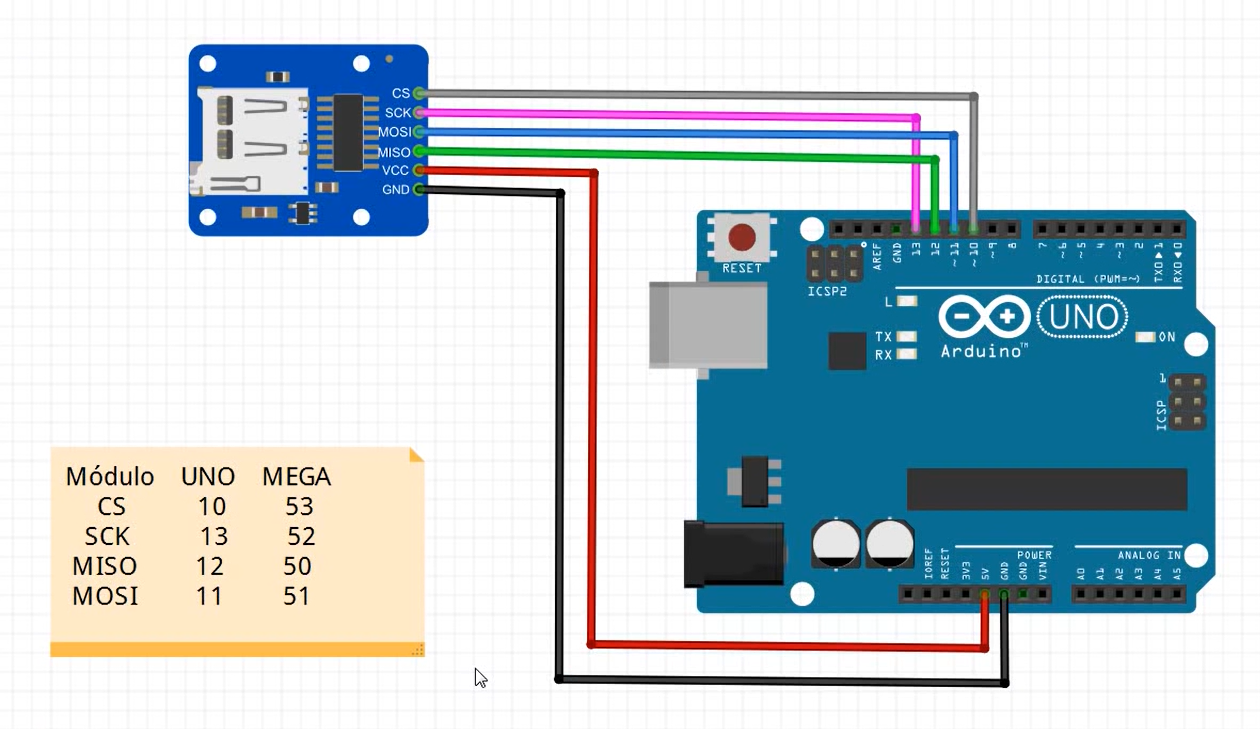 CS
SCK
MOSI
MISO
VCC
GND
RESET
ICSP2
AREF
GND
13
12
~11
~10
~9
8
7
~6
~5
4
~3
2
TX0▶1
RX0◀0
DIGITAL (PWM=~)
L
TX
RX
UNO
ON
Arduino™
1
ICSP
Módulo UNO MEGA
CS 10 53
SCK 13 52
MISO 12 50
MOSI 11 51
POWER
ANALOG IN
IOREF
RESET
3V3
5V
GND
GND
VIN
A0
A1
A2
A3
A4
A5